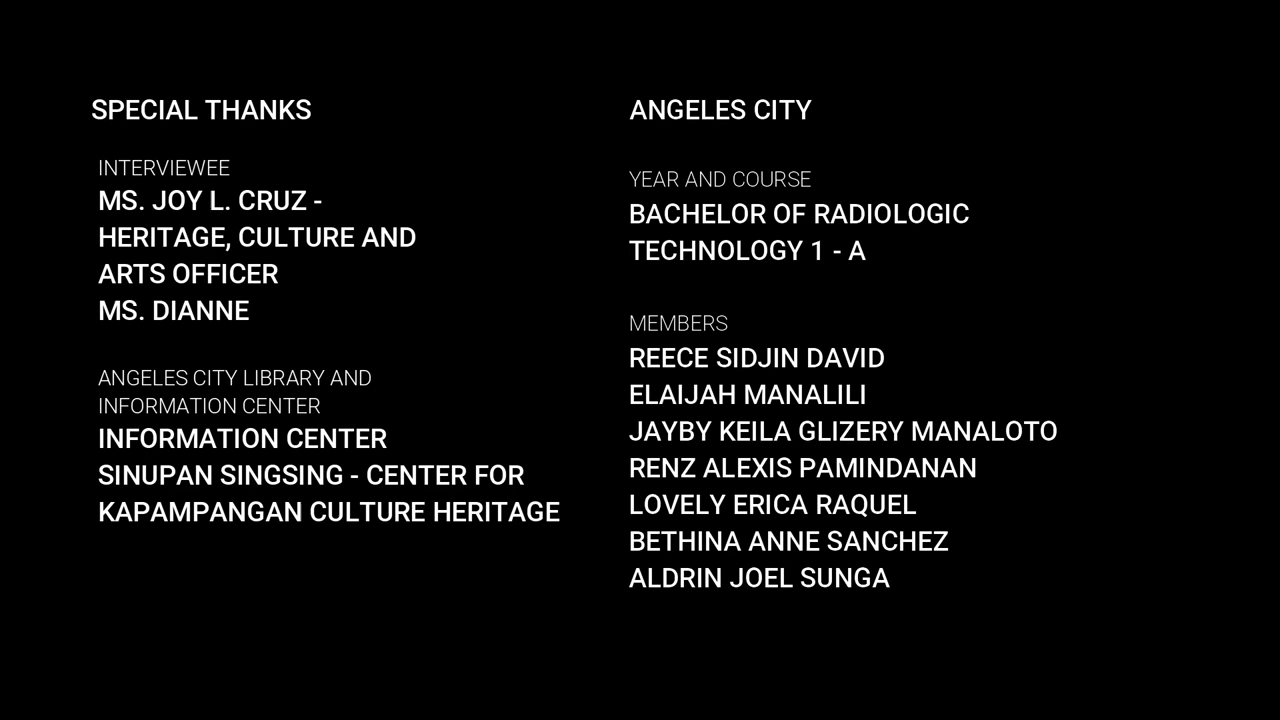 SPECIAL THANKS
INTERVIEWEE
MS. JOY L. CRUZ -
HERITAGE, CULTURE AND
ARTS OFFICER
MS. DIANNE
ANGELES CITY LIBRARY AND
INFORMATION CENTER
INFORMATION CENTER
SINUPAN SINGSING - CENTER FOR
KAPAMPANGAN CULTURE HERITAGE
ANGELES CITY
YEAR AND COURSE
BACHELOR OF RADIOLOGIC
TECHNOLOGY 1 - A
MEMBERS
REECE SIDJIN DAVID
ELAIJAH MANALILI
JAYBY KEILA GLIZERY MANALOTO
RENZ ALEXIS PAMINDANAN
LOVELY ERICA RAQUEL
BETHINA ANNE SANCHEZ
ALDRIN JOEL SUNGA